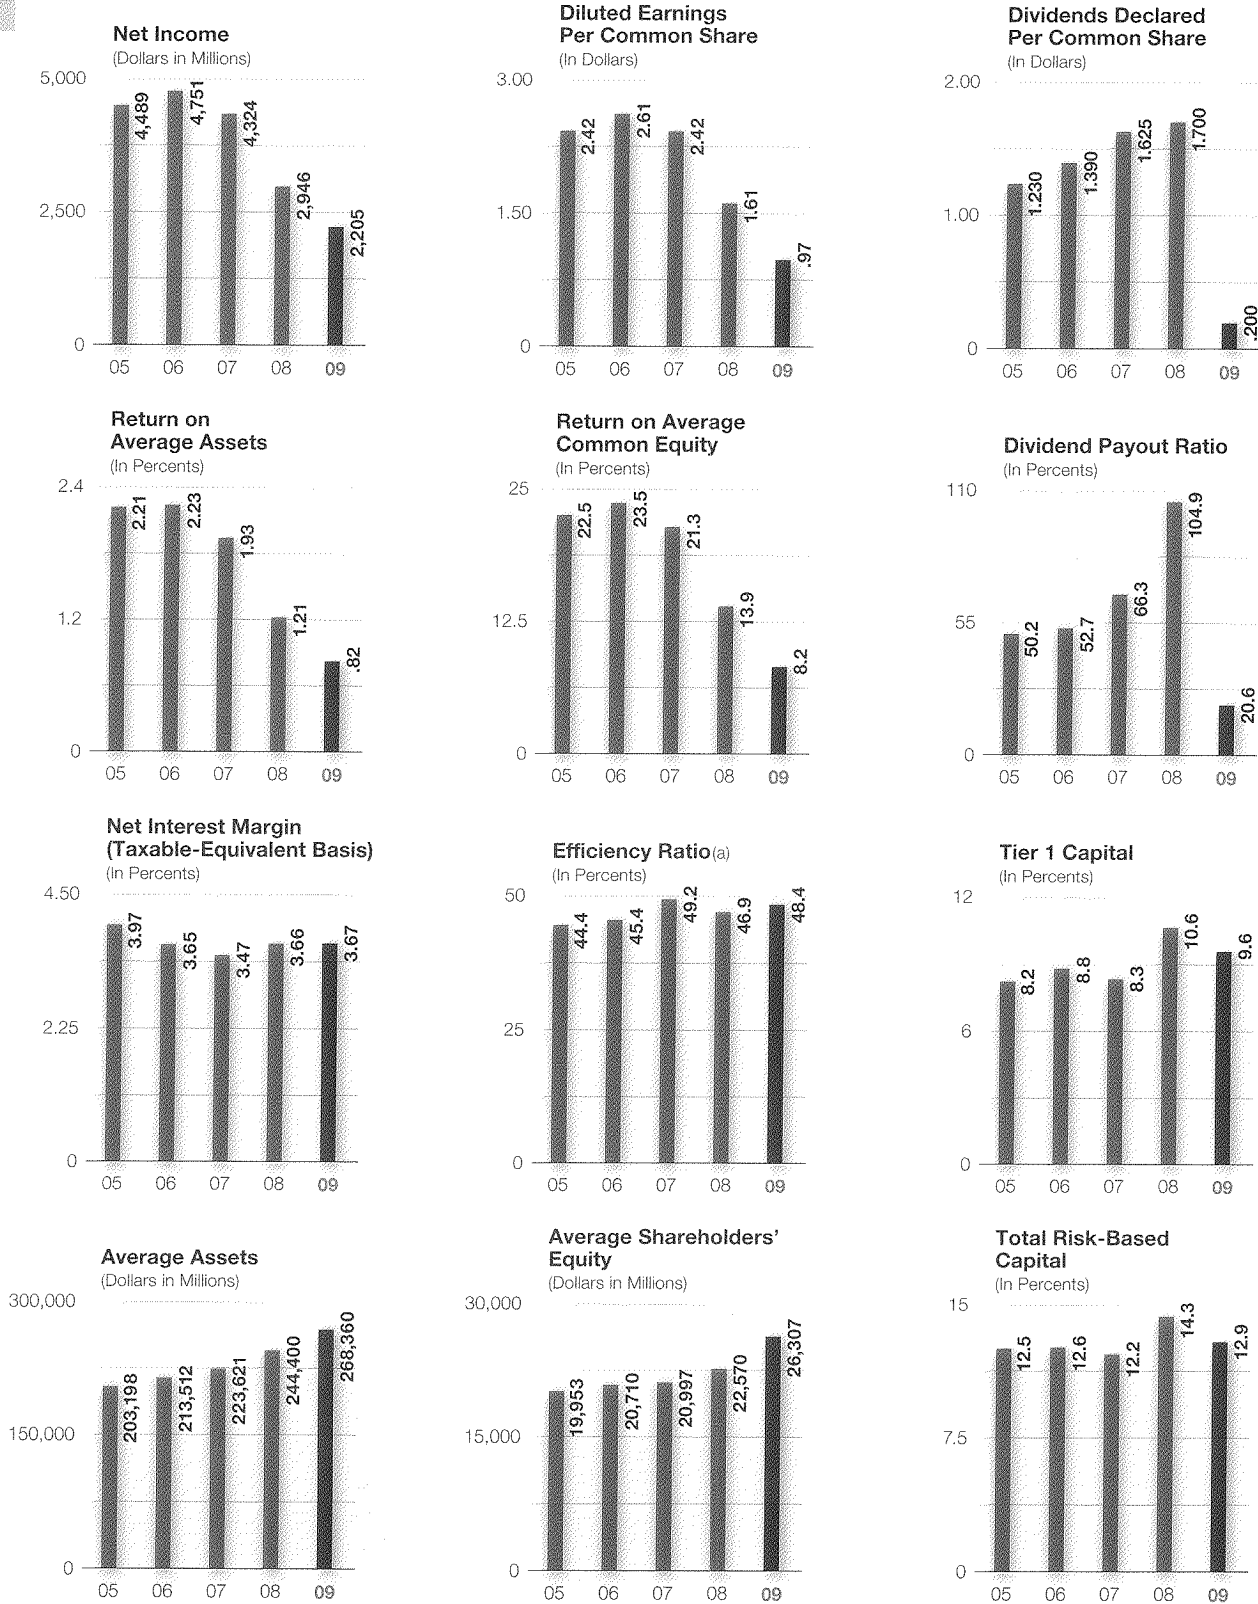 Net Income
(Dollars in Millions)
5,000
2,500
0
4,489
4,751
4,324
2,946
2,205
05 06 07 08 09
Diluted Earnings
Per Common Share
(In Dollars)
3.00
1.50
0
2.42
2.61
2.42
1.61
.97
05 06 07 08 09
Dividends Declared
Per Common Share
(In Dollars)
2.00
1.00
0
1.230
1.390
1.625
1.700
.200
05 06 07 08 09
Return on
Average Assets
(In Percents)
2.4
1.2
0
2.21
2.23
1.93
1.21
.82
05 06 07 08 09
Return on Average
Common Equity
(In Percents)
25
12.5
0
22.5
23.5
21.3
13.9
8.2
05 06 07 08 09
Dividend Payout Ratio
(In Percents)
110
55
0
50.2
52.7
66.3
104.9
20.6
05 06 07 08 09
Net Interest Margin
(Taxable-Equivalent Basis)
(In Percents)
4.50
2.25
0
3.97
3.65
3.47
3.66
3.67
05 06 07 08 09
Efficiency Ratio(a)
(In Percents)
50
25
0
44.4
45.4
49.2
46.9
48.4
05 06 07 08 09
Tier 1 Capital
(In Percents)
12
6
0
8.2
8.8
8.3
10.6
9.6
05 06 07 08 09
Average Assets
(Dollars in Millions)
300,000
150,000
0
203,198
213,512
223,621
244,400
268,360
05 06 07 08 09
Average Shareholders'
Equity
(Dollars in Millions)
30,000
15,000
0
19,953
20,710
20,997
22,570
26,307
05 06 07 08 09
Total Risk-Based
Capital
(In Percents)
15
7.5
0
12.5
12.6
12.2
14.3
12.9
05 06 07 08 09